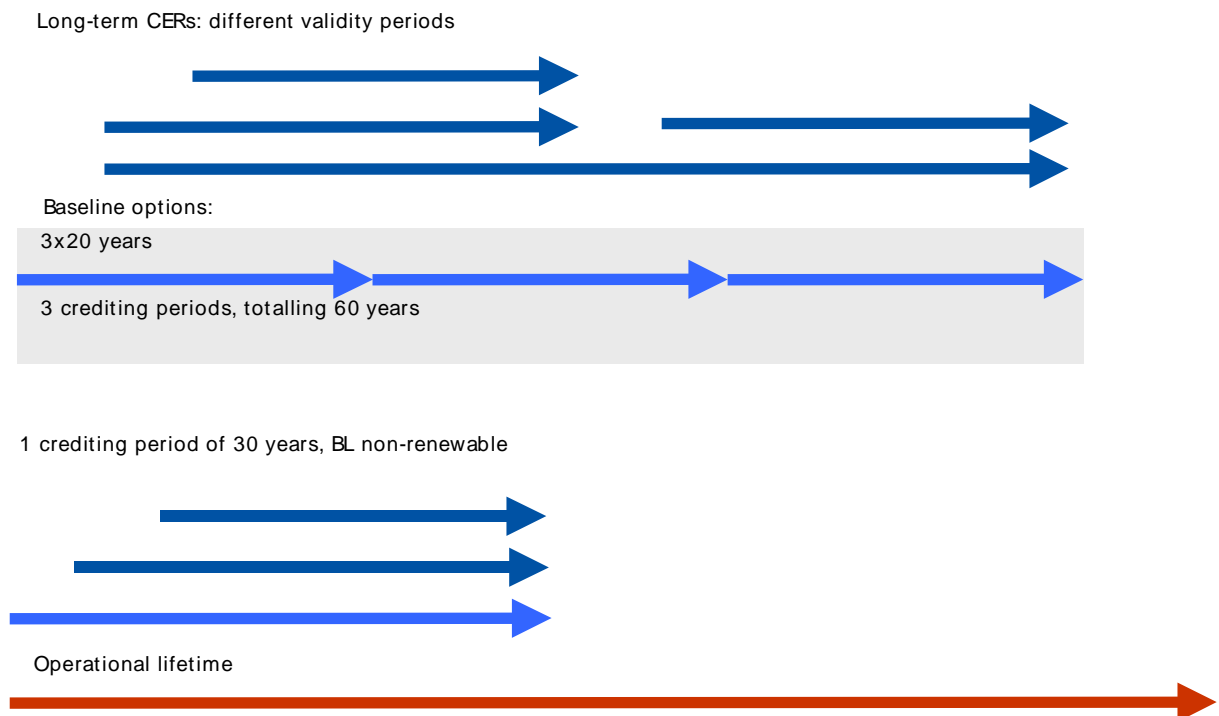 Long-term CERs: different validity periods
Baseline options:
3x20 years
3 crediting periods, totalling 60 years
1 crediting period of 30 years, BL non-renewable
Operational lifetime